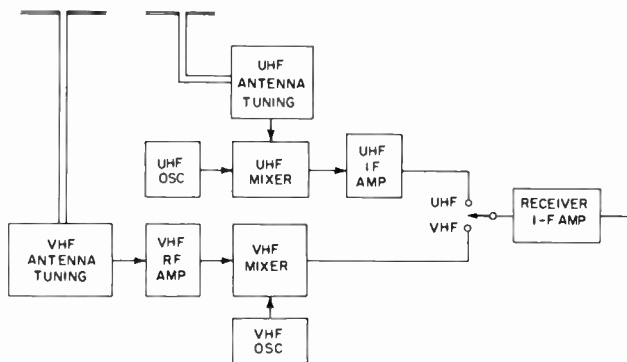 UHF
ANTENNA
TUNING
UHF
OSC
UHF
MIXER
UHF
IF
AMP
UHF
VHF
RECEIVER
I-F AMP
VHF
ANTENNA
TUNING
VHF
RF
AMP
VHF
MIXER
VHF
OSC